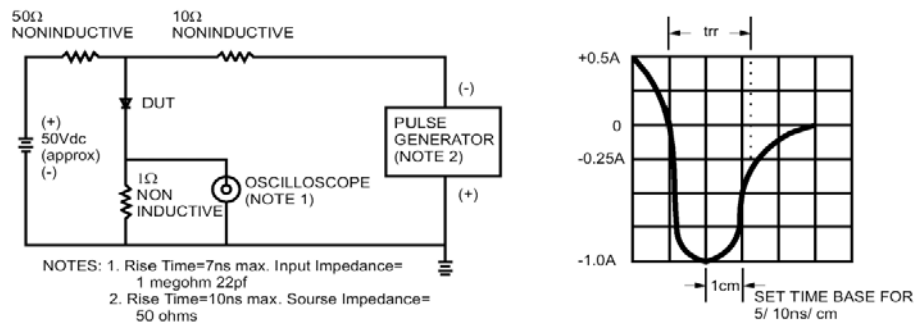 50Ω
NONINDUCTIVE
10Ω
NONINDUCTIVE
DUT
(+)
50Vdc
(approx)
(-)
1Ω
NON
INDUCTIVE
OSCILLOSCOPE
(NOTE 1)
(-)
PULSE
GENERATOR
(NOTE 2)
(+)
NOTES: 1. Rise Time=7ns max. Input Impedance=
1 megohm 22pf
2. Rise Time=10ns max. Sourse Impedance=
50 ohms
trr
+0.5A
0
-0.25A
-1.0A
1cm
SET TIME BASE FOR
5/ 10ns/ cm